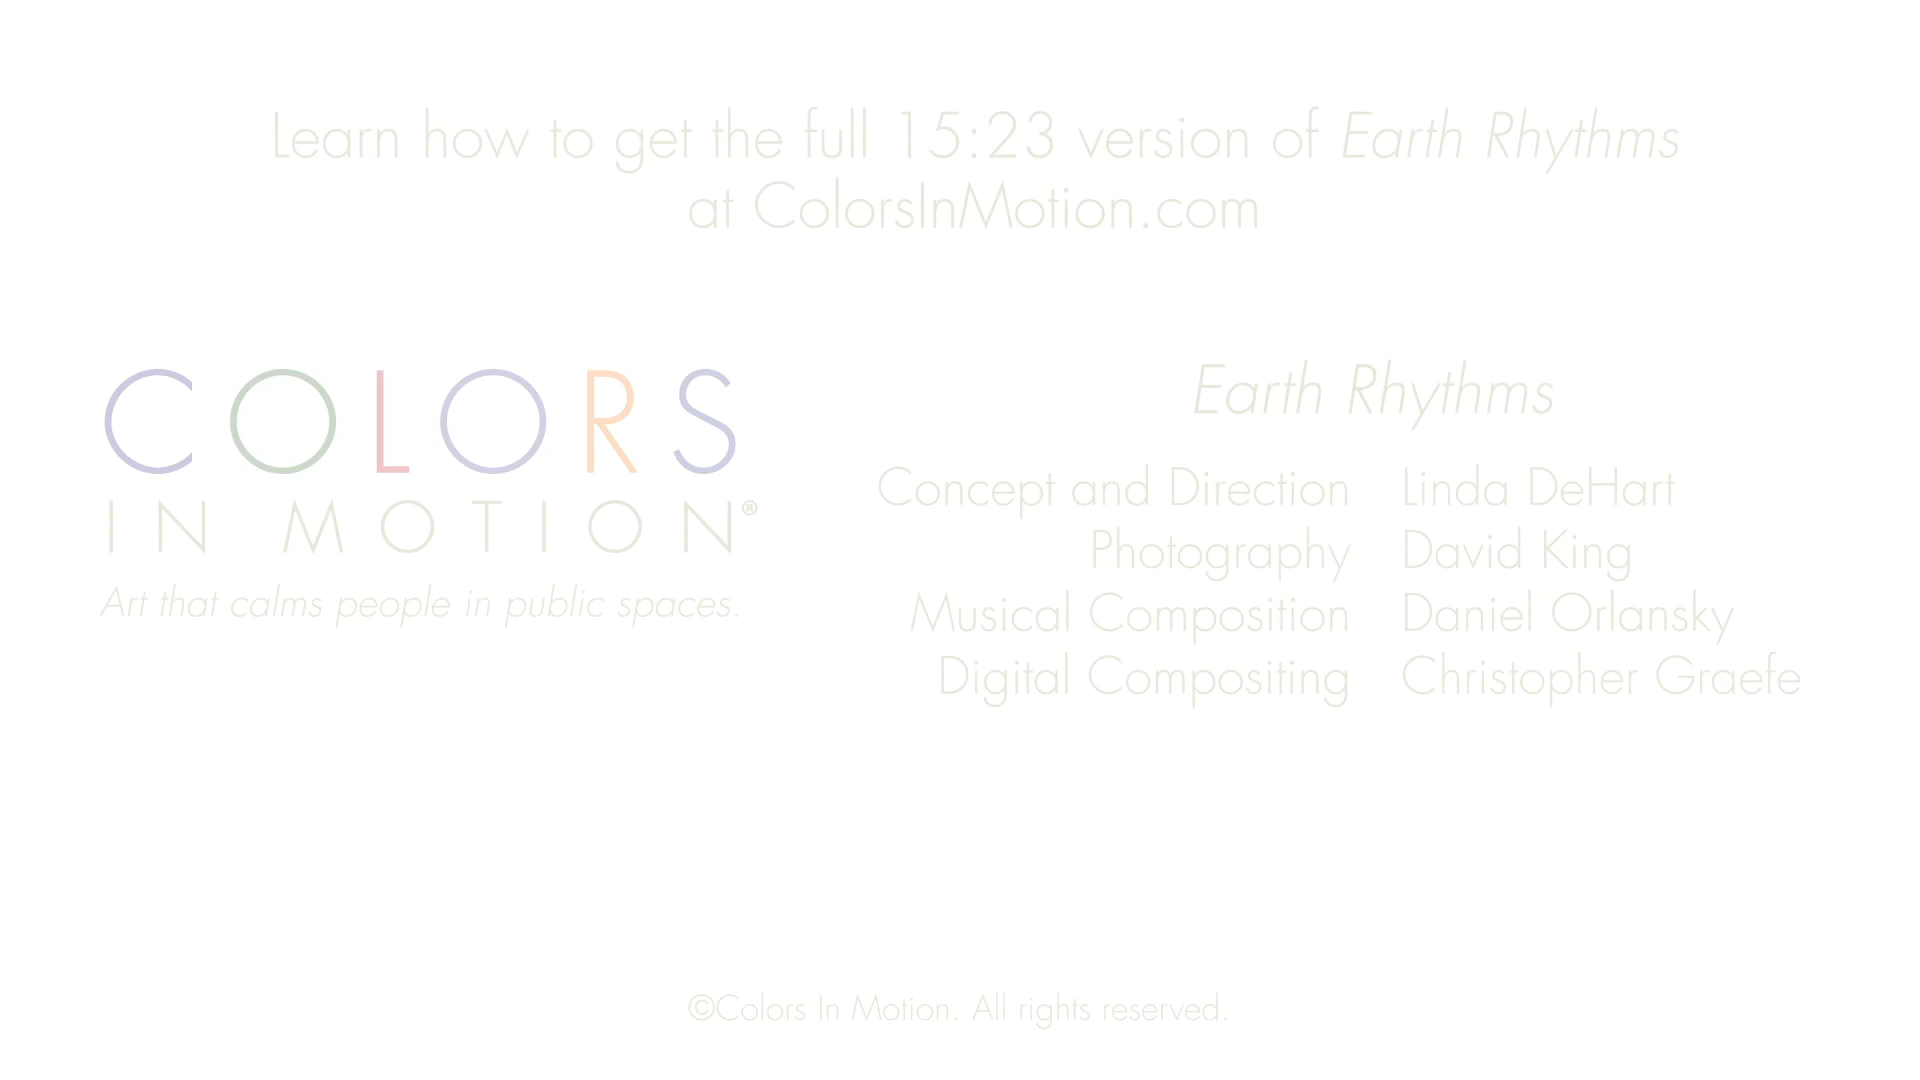 Learn how to get the full 15:23 version of Earth Rhythms
at ColorsInMotion.com
COLORS
IN MOTION®
Art that calms people in public spaces.
Earth Rhythms
Concept and Direction Linda DeHart
Photography David King
Musical Composition Daniel Orlansky
Digital Compositing Christopher Graefe
©Colors In Motion. All rights reserved.